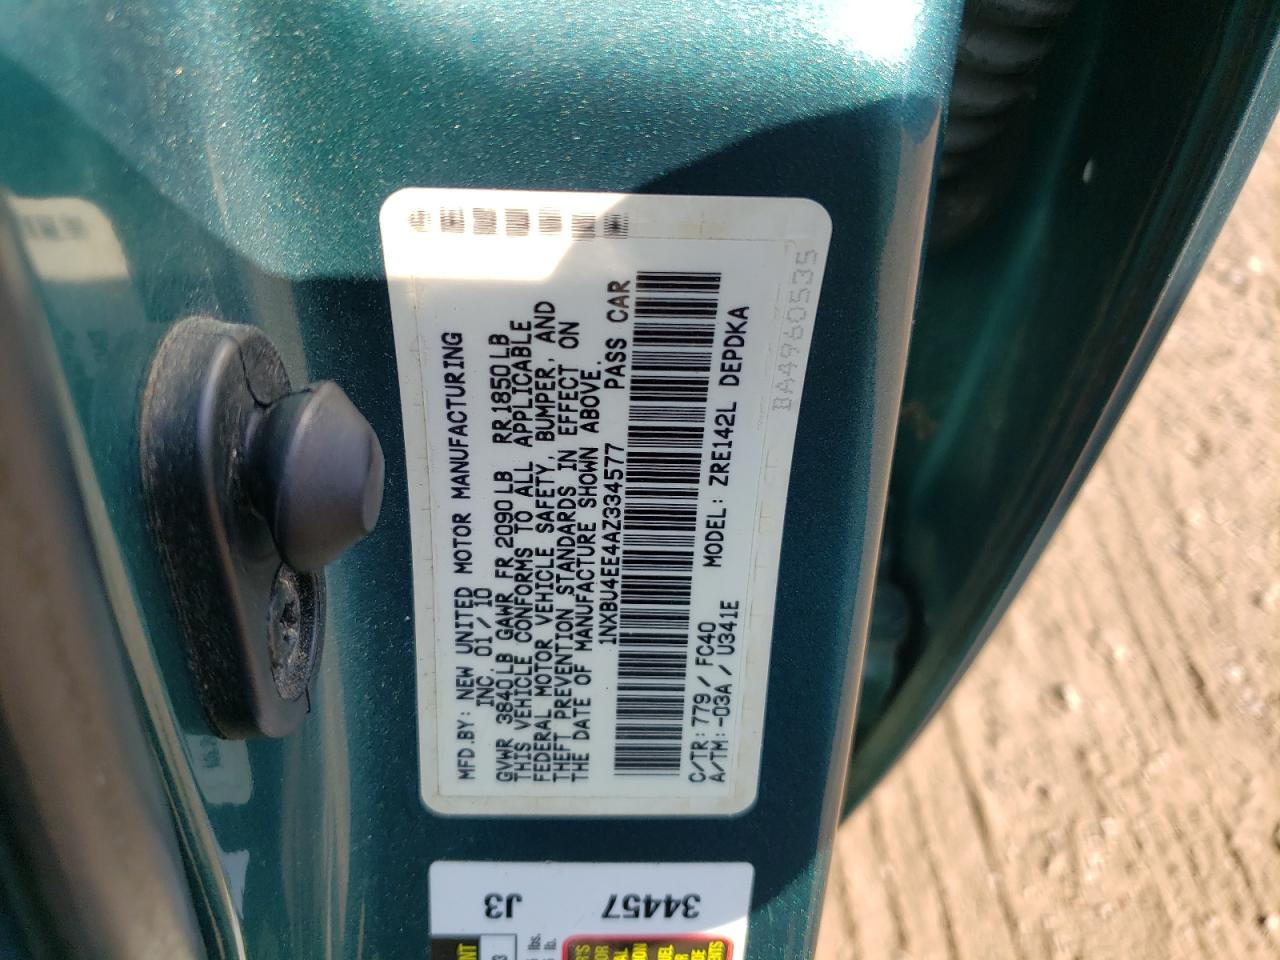 MFD.BY: NEW UNITED MOTOR MANUFACTURING
INC 01/10
GVWR 3840LB GAWR FR 2090LB RR1850LB
THIS VEHICLE CONFORMS TO ALL APPLICABLE
FEDERAL MOTOR VEHICLE SAFETY, BUMPER, AND
THEFT PREVENTION STANDARDS IN EFFECT ON
THE DATE OF MANUFACTURE SHOWN ABOVE.
1NXBU4EE4AZ334577 PASS CAR
C/TR: 779/FC40 MODEL: ZRE142L DEPDKA
A/TM:-03A/U341E
BA4960535
J3
34457